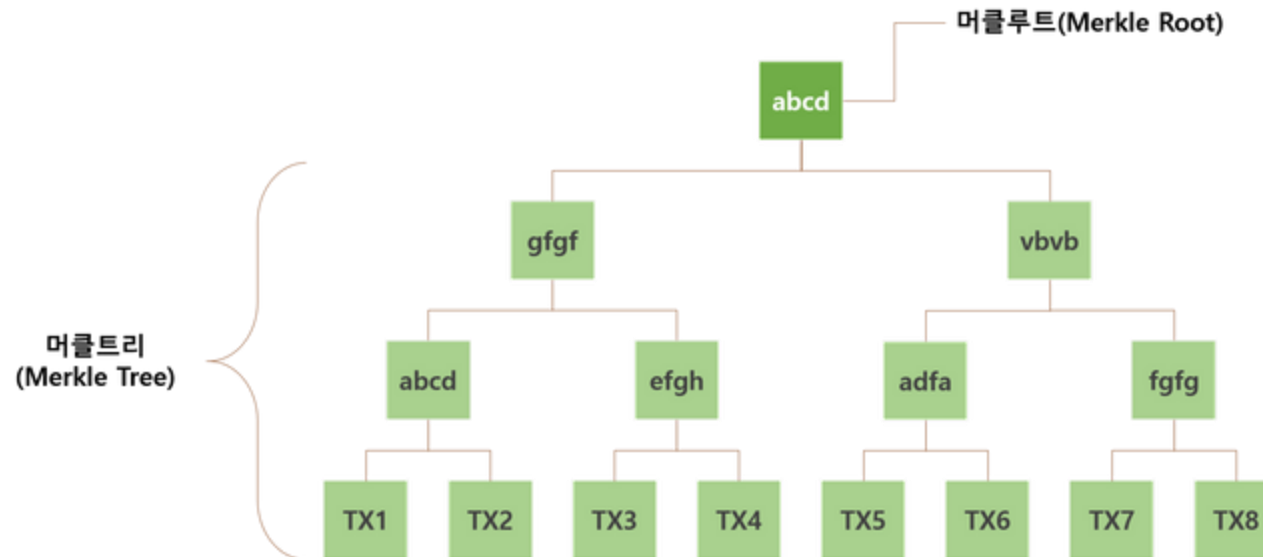 머클루트(Merkle Root)
abcd
gfgf
vbvb
머클트리
(Merkle Tree)
abcd
efgh
adfa
fgfg
TX1
TX2
TX3
TX4
TX5
TX6
TX7
TX8